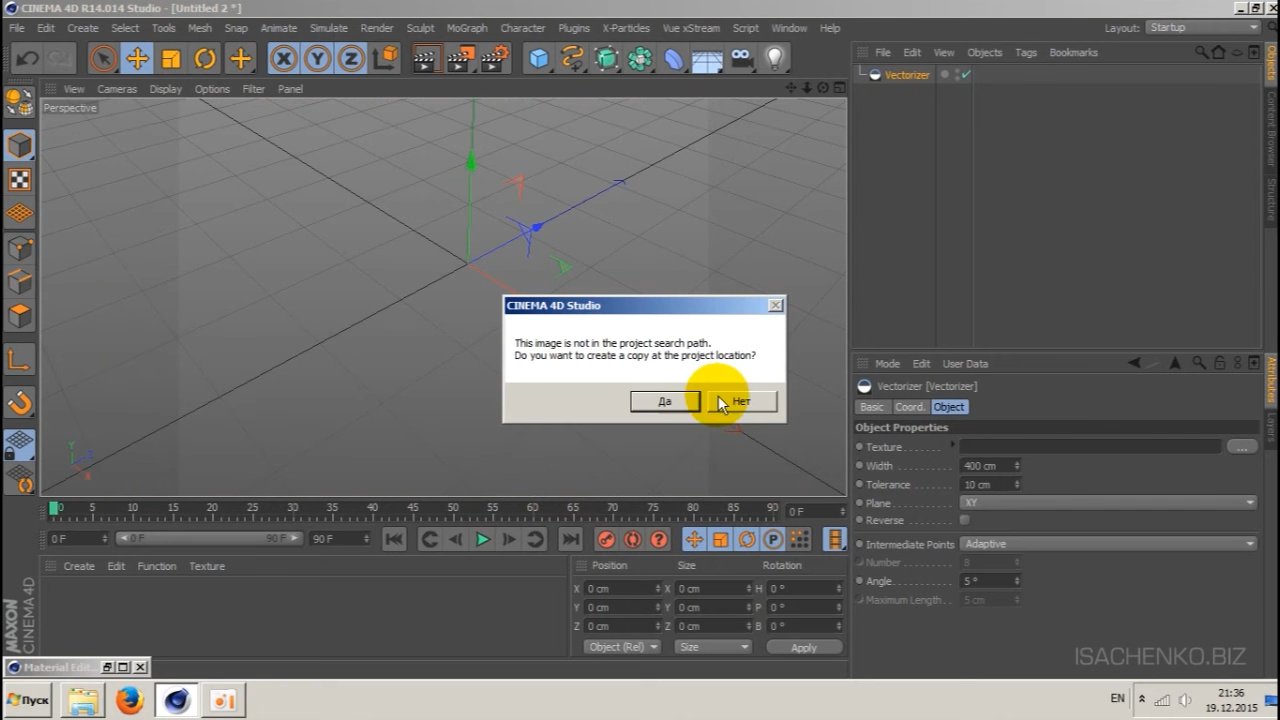 CINEMA 4D R14.014 Studio - [Untitled 2 *]
File Edit Create Select Tools Mesh Snap Animate Simulate Render Sculpt MoGraph Character Plugins X-Particles Vue xStream Script Window Help Layout: Startup
X Y Z
File Edit View Objects Tags Bookmarks
Vectorizer
View Cameras Display Options Filter Panel
Perspective
Y
Z
X
CINEMA 4D Studio
This image is not in the project search path.
Do you want to create a copy at the project location?
Да Нет
Objects
Content Browser
Structure
Mode Edit User Data
Vectorizer [Vectorizer]
Basic Coord. Object
Object Properties
Texture
Width 400 cm
Tolerance 10 cm
Plane XY
Reverse
Intermediate Points Adaptive
Number 8
Angle 5 °
Maximum Length 5 cm
Attributes
Layers
0 5 10 15 20 25 30 35 40 45 50 55 60 65 70 75 80 85 90 0 F
0 F 0 F 90 F 90 F
P
Create Edit Function Texture
Position Size Rotation
X 0 cm X 0 cm H 0 °
Y 0 cm Y 0 cm P 0 °
Z 0 cm Z 0 cm B 0 °
Object (Rel) Size Apply
MAXON
CINEMA 4D
Material Edit...
ISACHENKO.BIZ
Пуск
EN
21:36
19.12.2015